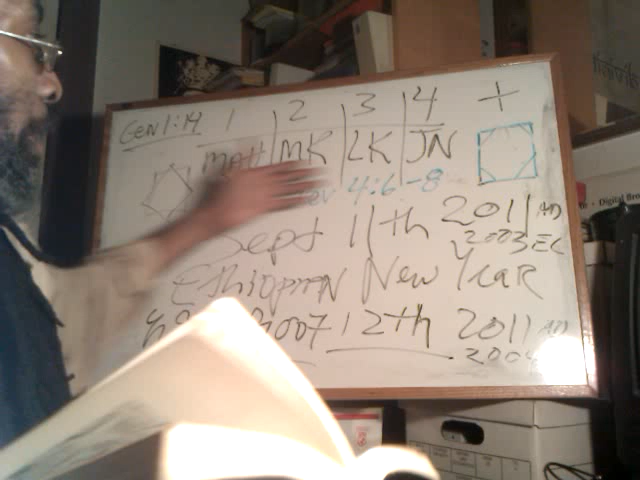 Gen 1:14 1 2 3 4 +
MATT MK LK JN
Rev 4:6-8
Sept 11th 2011 AD
2003 EC
Ethiopian New Year
2007 12th 2011 AD